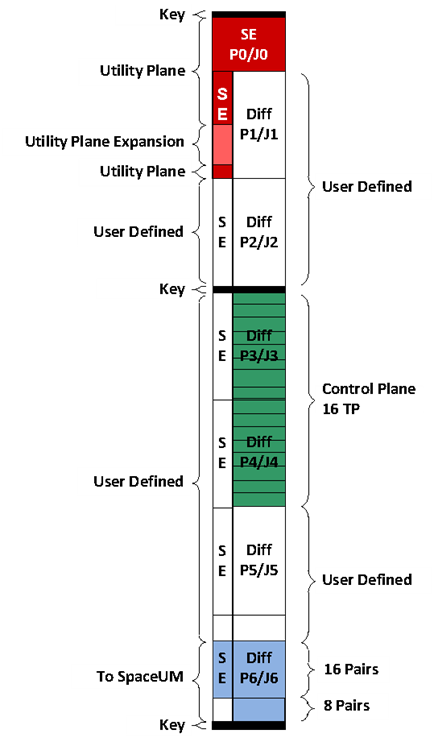 Key
SE
P0/J0
Utility Plane
S
E
Diff
P1/J1
Utility Plane Expansion
Utility Plane
User Defined
User Defined
S
E
Diff
P2/J2
Key
S
E
Diff
P3/J3
Control Plane
16 TP
S
E
Diff
P4/J4
User Defined
S
E
Diff
P5/J5
User Defined
To SpaceUM
S
E
Diff
P6/J6
16 Pairs
8 Pairs
Key